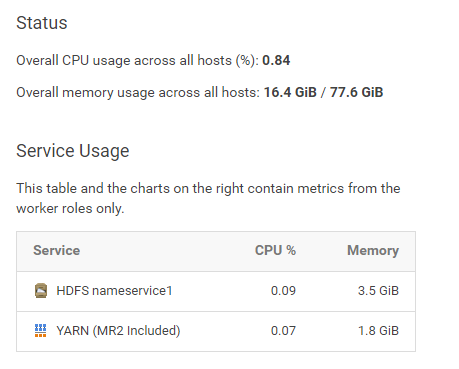 Status
Overall CPU usage across all hosts (%): 0.84
Overall memory usage across all hosts: 16.4 GiB / 77.6 GiB
Service Usage
This table and the charts on the right contain metrics from the
worker roles only.
Service CPU % Memory
HDFS nameservice1 0.09 3.5 GiB
YARN (MR2 Included) 0.07 1.8 GiB